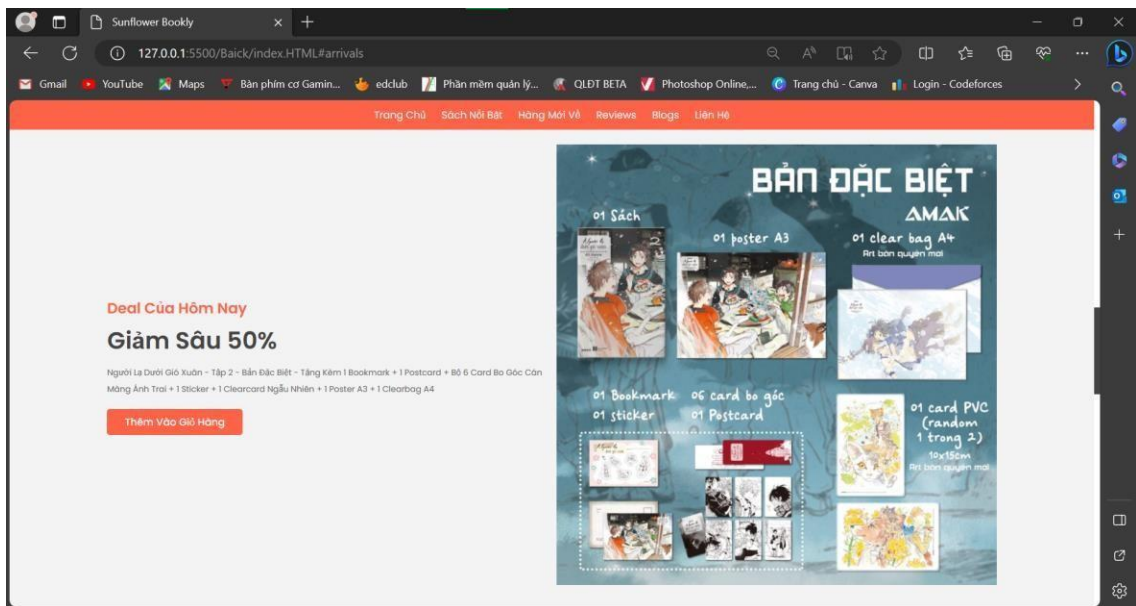 Sunflower Bookly
127.0.0.1:5500/Baick/index.HTML#arrivals
Gmail YouTube Maps Bàn phím cơ Gamin... edclub Phần mềm quản lý... QLĐT BETA Photoshop Online,... Trang chủ - Canva Login - Codeforces
Trang Chủ Sách Nổi Bật Hàng Mới Về Reviews Blogs Liên Hệ
Deal Của Hôm Nay
Giảm Sâu 50%
Người Lạ Dưới Gió Xuân - Tập 2 - Bản Đặc Biệt - Tặng Kèm 1 Bookmark + 1 Postcard + Bộ 6 Card Bo Góc Cán
Màng Ánh Trai + 1 Sticker + 1 Clearcard Ngẫu Nhiên + 1 Poster A3 + 1 Clearbag A4
Thêm Vào Giỏ Hàng
BẢN ĐẶC BIỆT
AMAK
01 Sách
01 poster A3
01 clear bag A4
Art bản quyền mới
01 Bookmark
01 sticker
06 card bo góc
01 Postcard
01 card PVC
(random
1 trong 2)
10x15cm
Art bản quyền mới